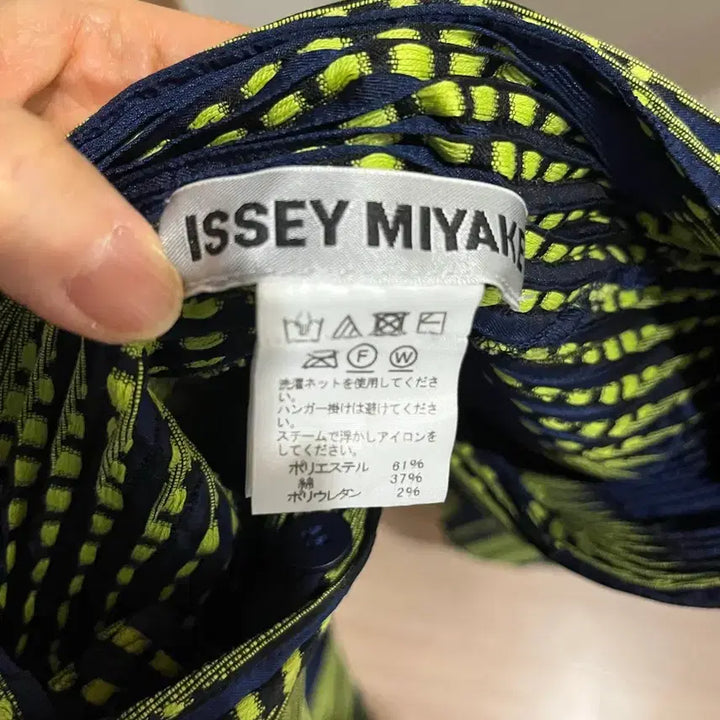 ISSEY MIYAKE
F W
洗濯ネットを使用してくださ
い。
ハンガー掛けは避けてください
い。
スチームで浮かしアイロンを
してください。
ポリエステル 61%
綿 37%
ポリウレタン 2%